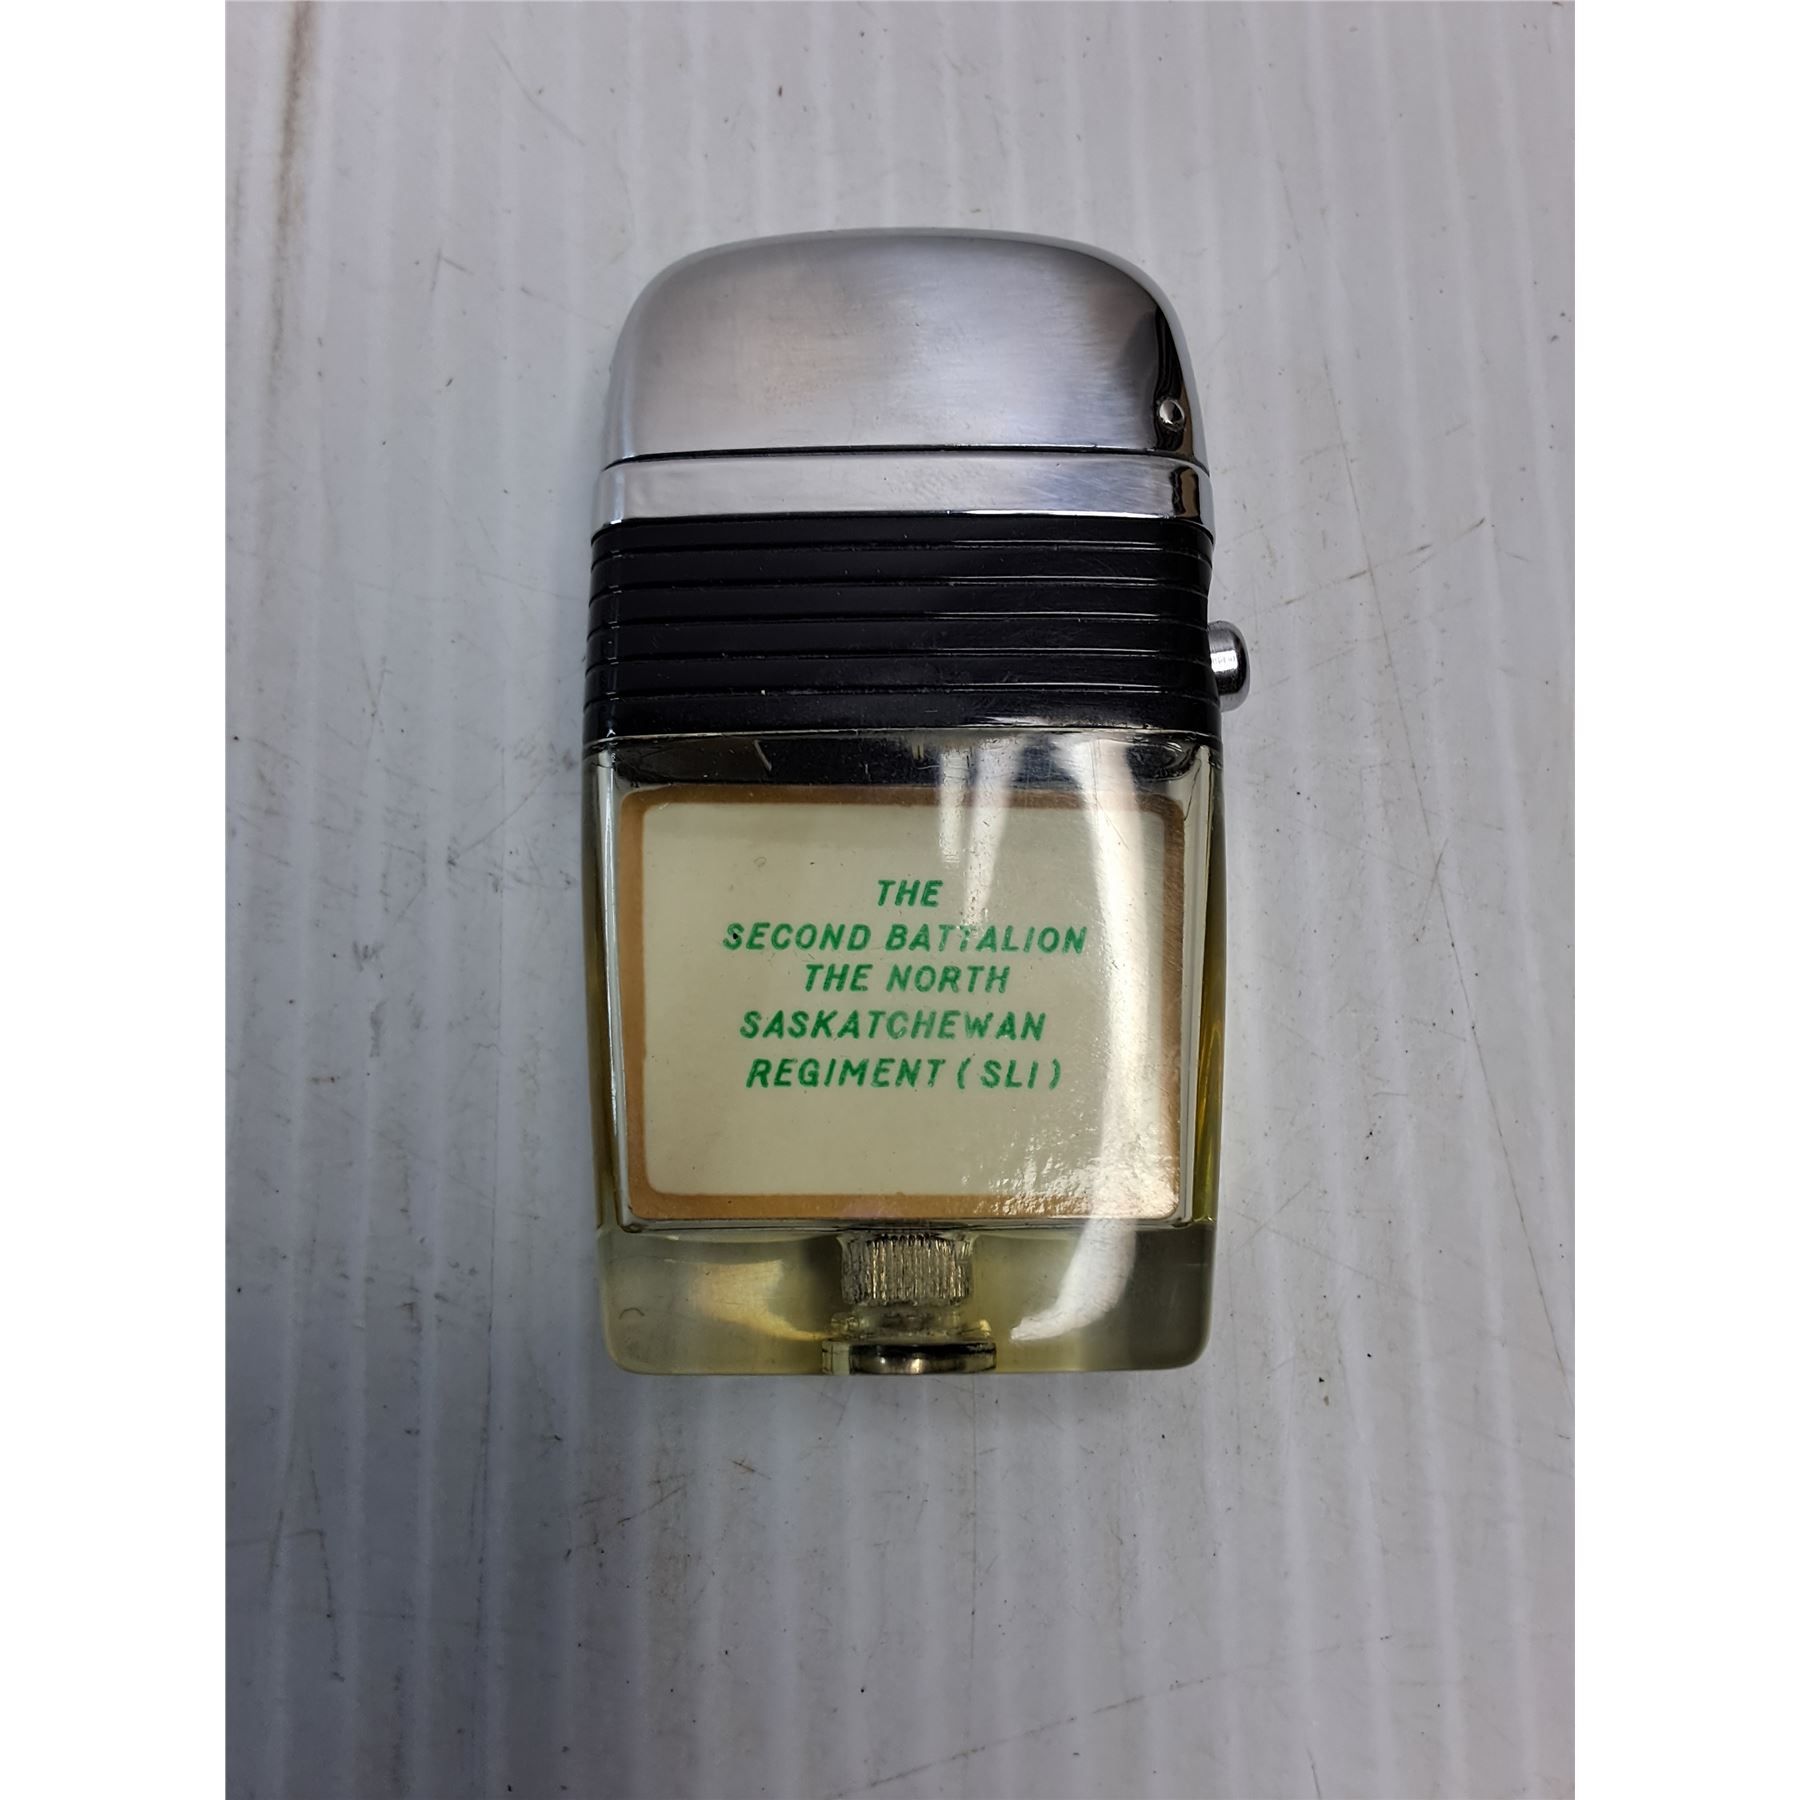 THE
SECOND BATTALION
THE NORTH
SASKATCHEWAN
REGIMENT (SLI)